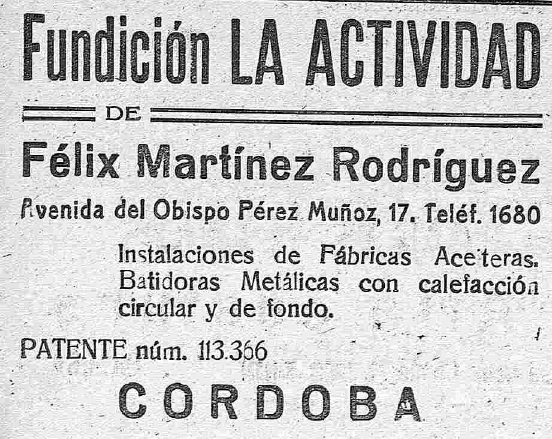 Fundición LA ACTIVIDAD
DE
Félix Martínez Rodríguez
Avenida del Obispo Pérez Muñoz, 17. Teléf. 1680
Instalaciones de Fábricas Aceiteras.
Batidoras Metálicas con calefacción
circular y de fondo.
PATENTE núm. 113.366
CORDOBA